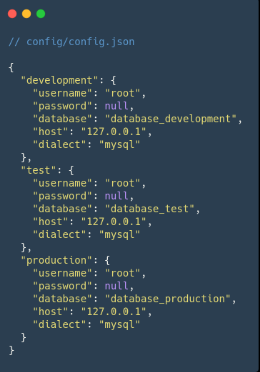 // config/config.json
{
  "development": {
    "username": "root",
    "password": null,
    "database": "database_development",
    "host": "127.0.0.1",
    "dialect": "mysql"
  },
  "test": {
    "username": "root",
    "password": null,
    "database": "database_test",
    "host": "127.0.0.1",
    "dialect": "mysql"
  },
  "production": {
    "username": "root",
    "password": null,
    "database": "database_production",
    "host": "127.0.0.1",
    "dialect": "mysql"
  }
}